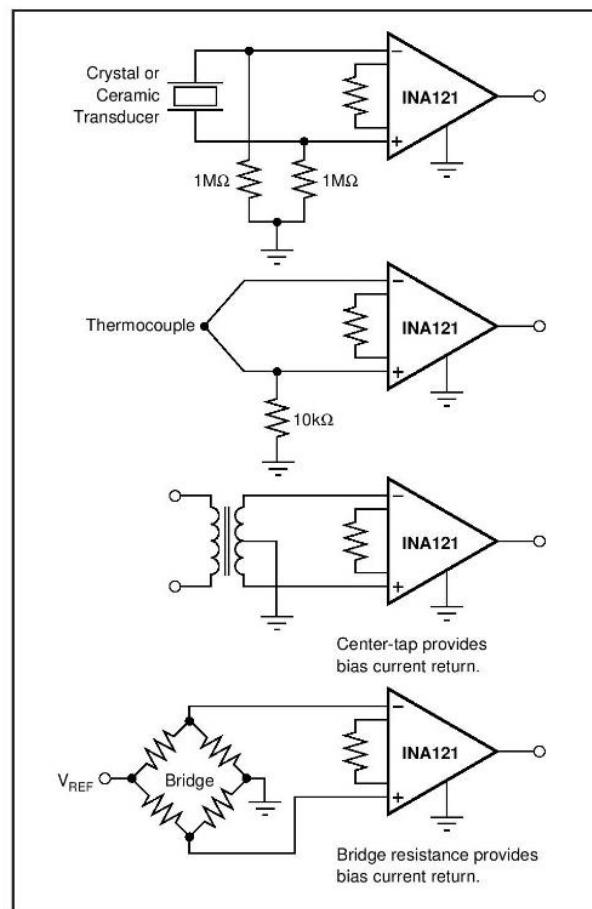 Crystal or
Ceramic
Transducer
−
INA121
+
1MΩ
1MΩ
−
Thermocouple
INA121
+
10kΩ
−
INA121
+
Center-tap provides
bias current return.
−
INA121
VREF
Bridge
+
Bridge resistance provides
bias current return.